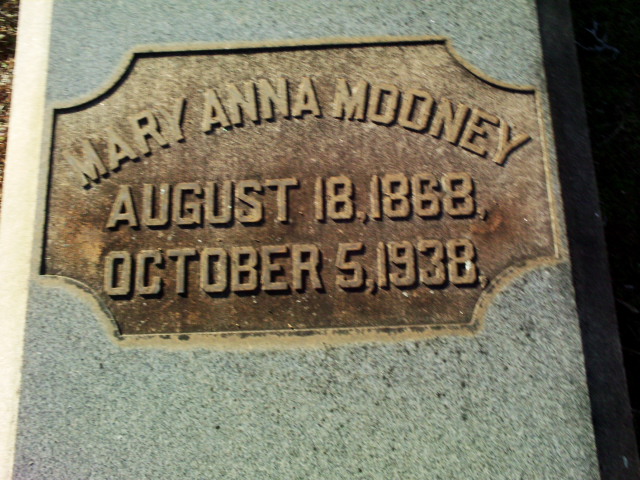 MARY ANNA MOONEY
AUGUST 18, 1868,
OCTOBER 5, 1938,